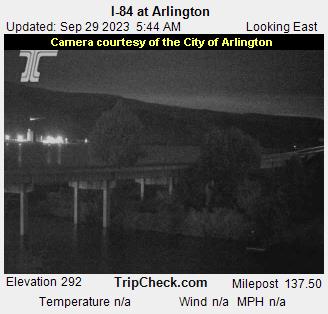 I-84 at Arlington
Updated: Sep 29 2023 5:44 AM Looking East
Camera courtesy of the City of Arlington
Elevation 292 TripCheck.com Milepost 137.50
Temperature n/a Wind n/a MPH n/a